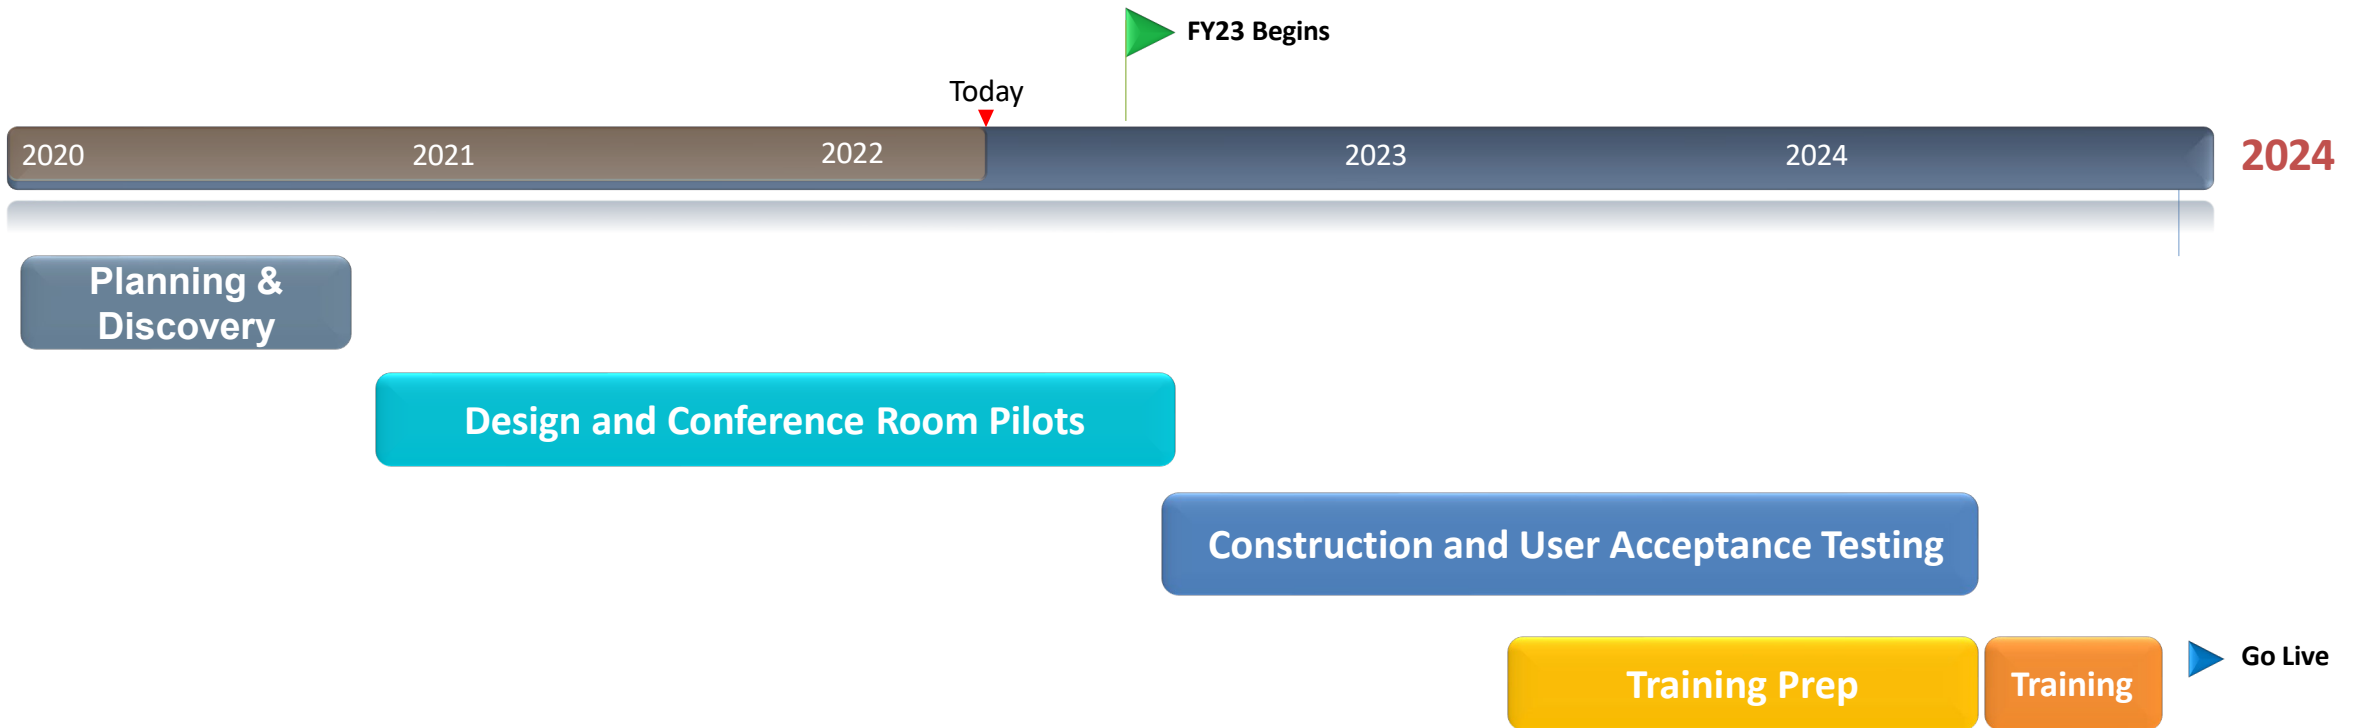 FY23 Begins
Today
2020 2021 2022 2023 2024 2024
Planning &
Discovery
Design and Conference Room Pilots
Construction and User Acceptance Testing
Training Prep Training Go Live